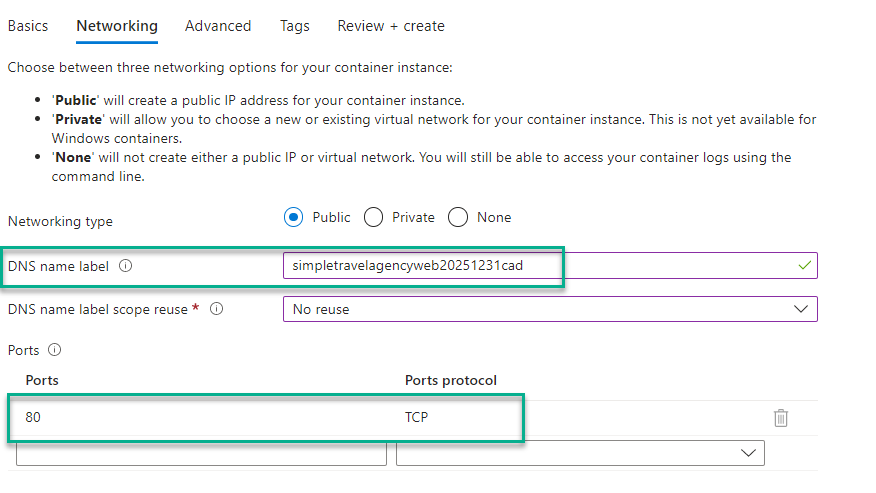 Basics Networking Advanced Tags Review + create
Choose between three networking options for your container instance:
• 'Public' will create a public IP address for your container instance.
• 'Private' will allow you to choose a new or existing virtual network for your container instance. This is not yet available for
Windows containers.
• 'None' will not create either a public IP or virtual network. You will still be able to access your container logs using the
command line.
Networking type Public Private None
DNS name label simpletravelagencyweb20251231cad
DNS name label scope reuse * No reuse
Ports
Ports Ports protocol
80 TCP